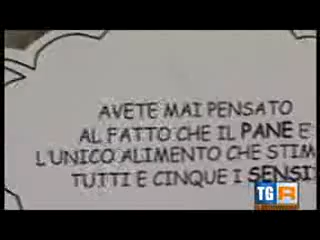 AVETE MAI PENSATO
AL FATTO CHE IL PANE E
L'UNICO ALIMENTO CHE STIM
TUTTI E CINQUE I SENSI
TG R